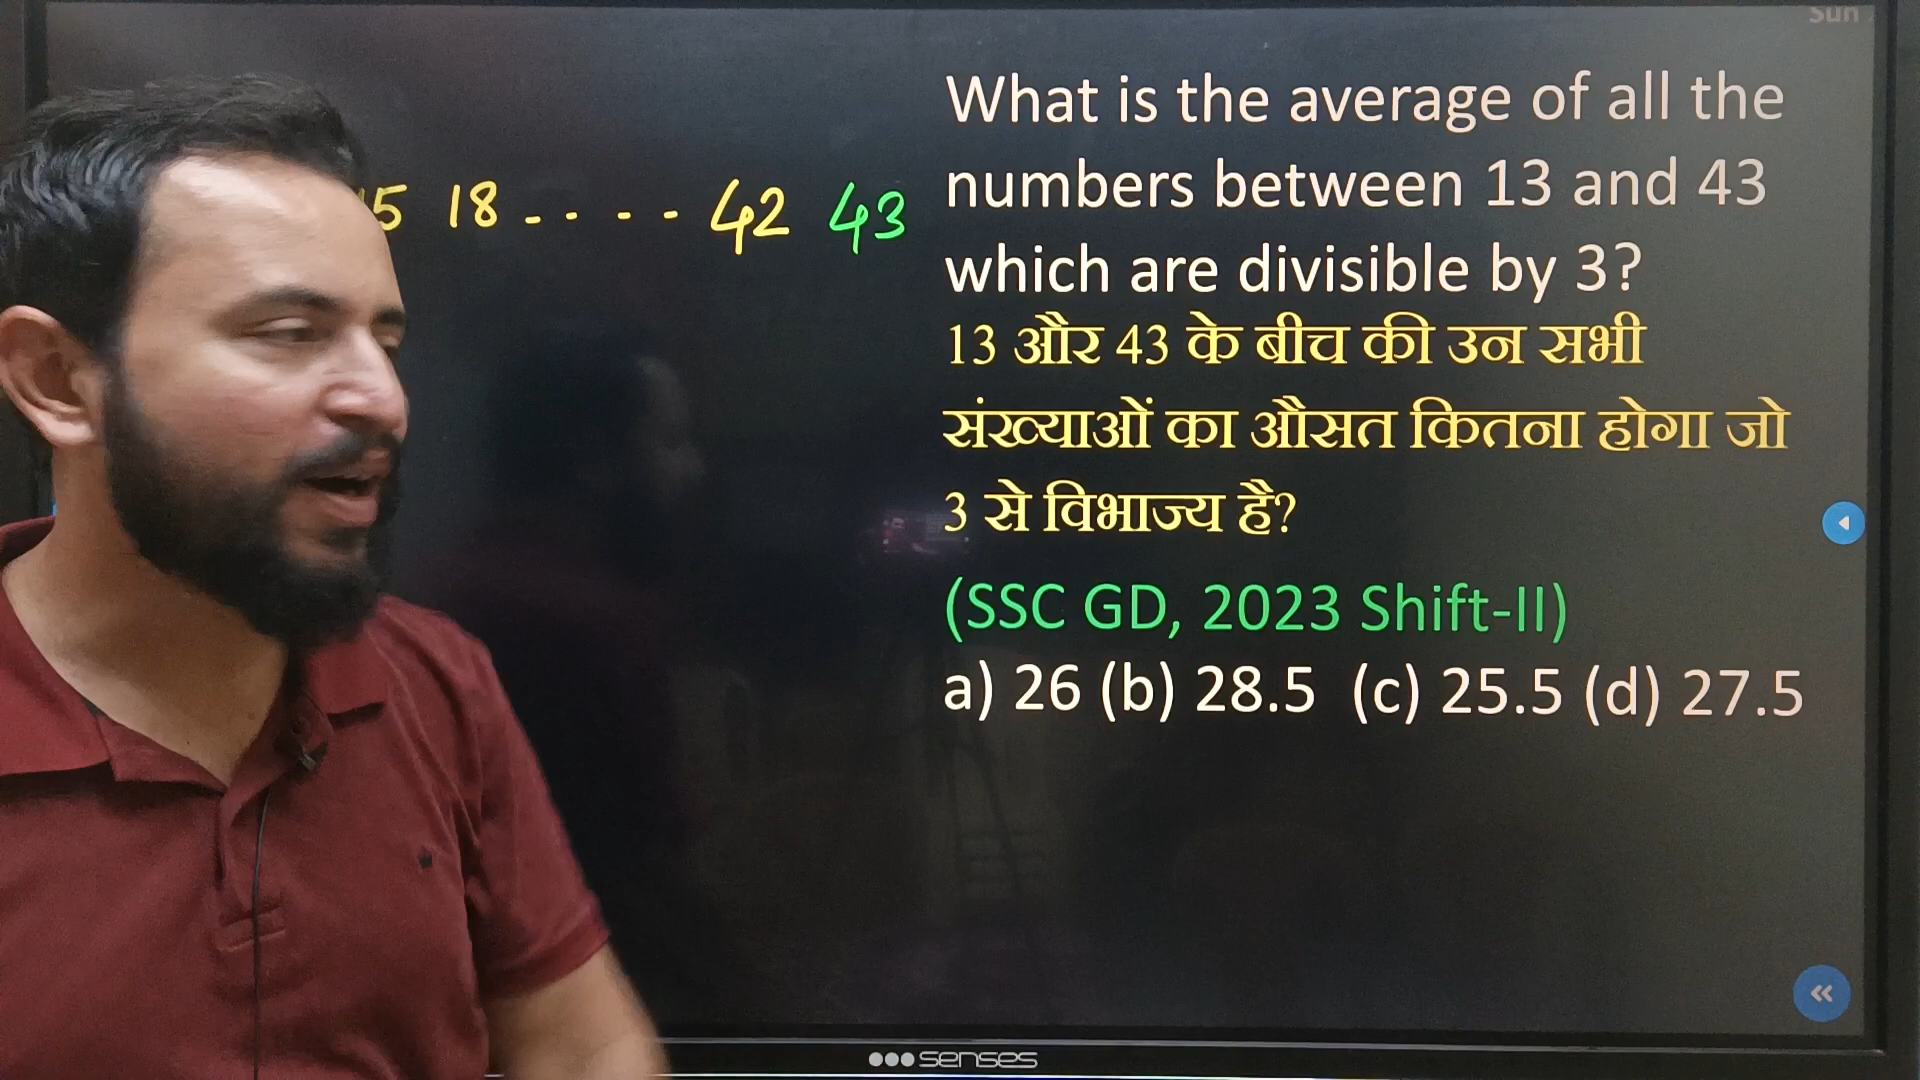 Sun
What is the average of all the
numbers between 13 and 43
which are divisible by 3?
13 और 43 के बीच की उन सभी
संख्याओं का औसत कितना होगा जो
3 से विभाज्य है?
(SSC GD, 2023 Shift-II)
a) 26 (b) 28.5 (c) 25.5 (d) 27.5
15 18 - - - - 42 43
senses